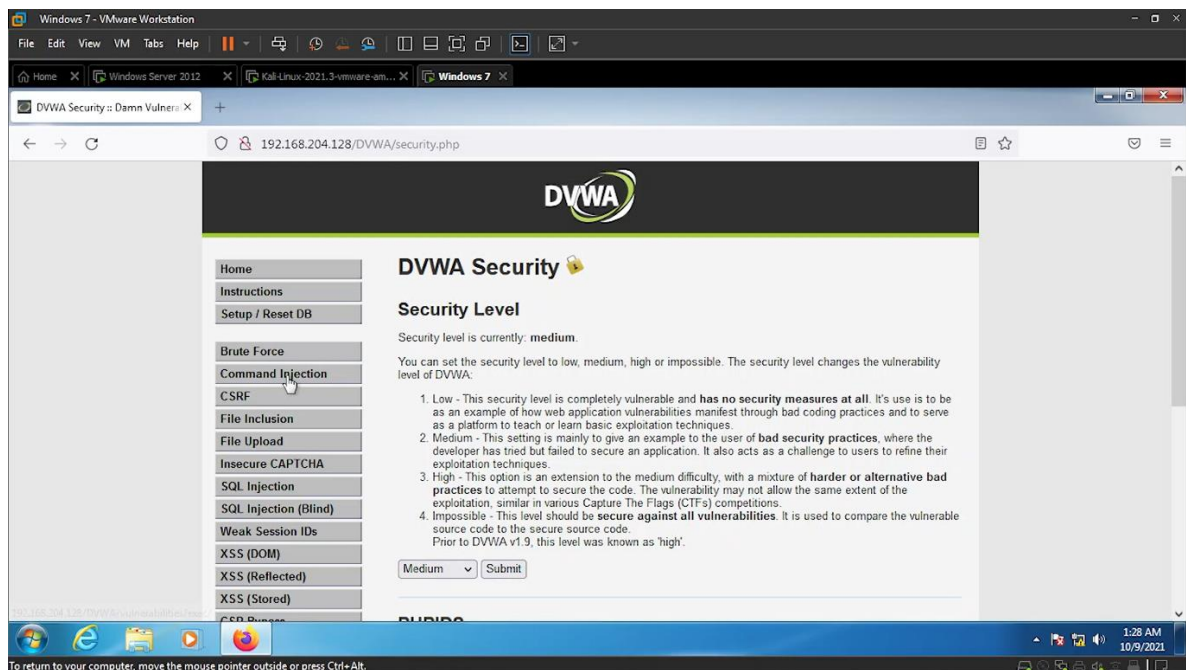 Windows 7 - VMware Workstation
File Edit View VM Tabs Help
Home Windows Server 2012 Kali-Linux-2021.3-vmware-am... Windows 7
DVWA Security :: Damn Vulnera
192.168.204.128/DVWA/security.php
DVWA
Home
Instructions
Setup / Reset DB
Brute Force
Command Injection
CSRF
File Inclusion
File Upload
Insecure CAPTCHA
SQL Injection
SQL Injection (Blind)
Weak Session IDs
XSS (DOM)
XSS (Reflected)
XSS (Stored)
CSP Bypass
DVWA Security
Security Level
Security level is currently: medium.
You can set the security level to low, medium, high or impossible. The security level changes the vulnerability
level of DVWA:
1. Low - This security level is completely vulnerable and has no security measures at all. It's use is to be
as an example of how web application vulnerabilities manifest through bad coding practices and to serve
as a platform to teach or learn basic exploitation techniques.
2. Medium - This setting is mainly to give an example to the user of bad security practices, where the
developer has tried but failed to secure an application. It also acts as a challenge to users to refine their
exploitation techniques.
3. High - This option is an extension to the medium difficulty, with a mixture of harder or alternative bad
practices to attempt to secure the code. The vulnerability may not allow the same extent of the
exploitation, similar in various Capture The Flags (CTFs) competitions.
4. Impossible - This level should be secure against all vulnerabilities. It is used to compare the vulnerable
source code to the secure source code.
Prior to DVWA v1.9, this level was known as 'high'.
Medium Submit
1:28 AM
10/9/2021
To return to your computer, move the mouse pointer outside or press Ctrl+Alt.